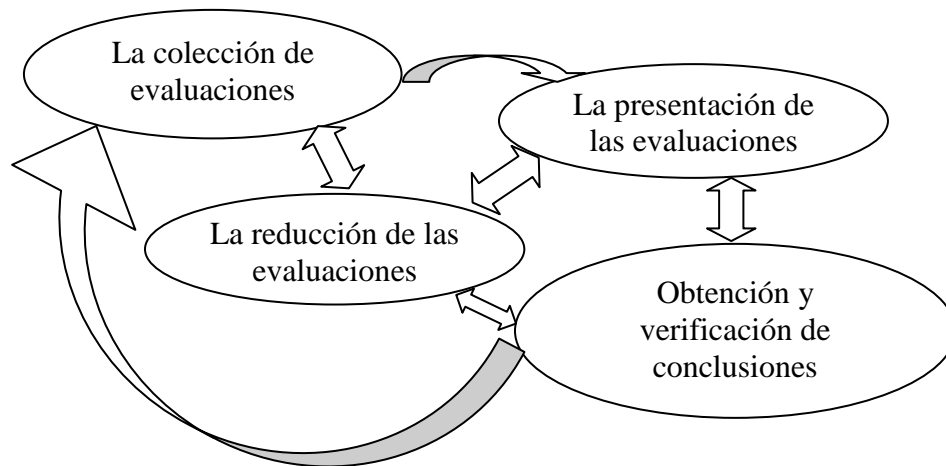 La colección de
evaluaciones
La presentación de
las evaluaciones
La reducción de las
evaluaciones
Obtención y
verificación de
conclusiones